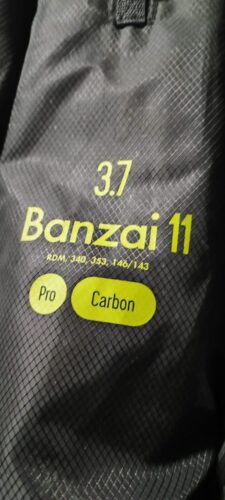 3.7
Banzai 11
RDM, 340, 353, 146/143
Pro Carbon